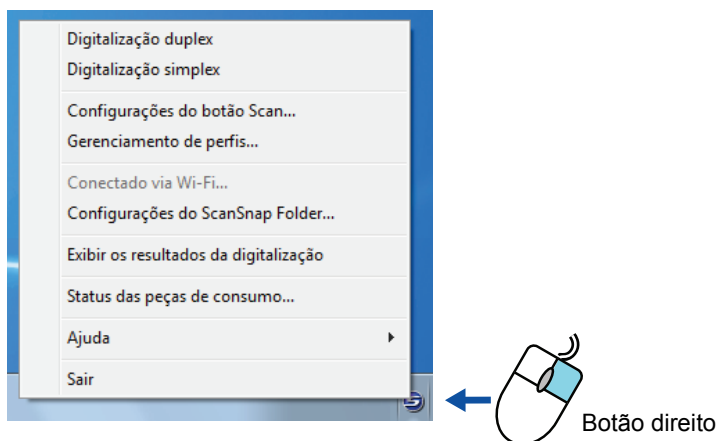 Digitalização duplex
Digitalização simplex
Configurações do botão Scan...
Gerenciamento de perfis...
Conectado via Wi-Fi...
Configurações do ScanSnap Folder...
Exibir os resultados da digitalização
Status das peças de consumo...
Ajuda
Sair
Botão direito